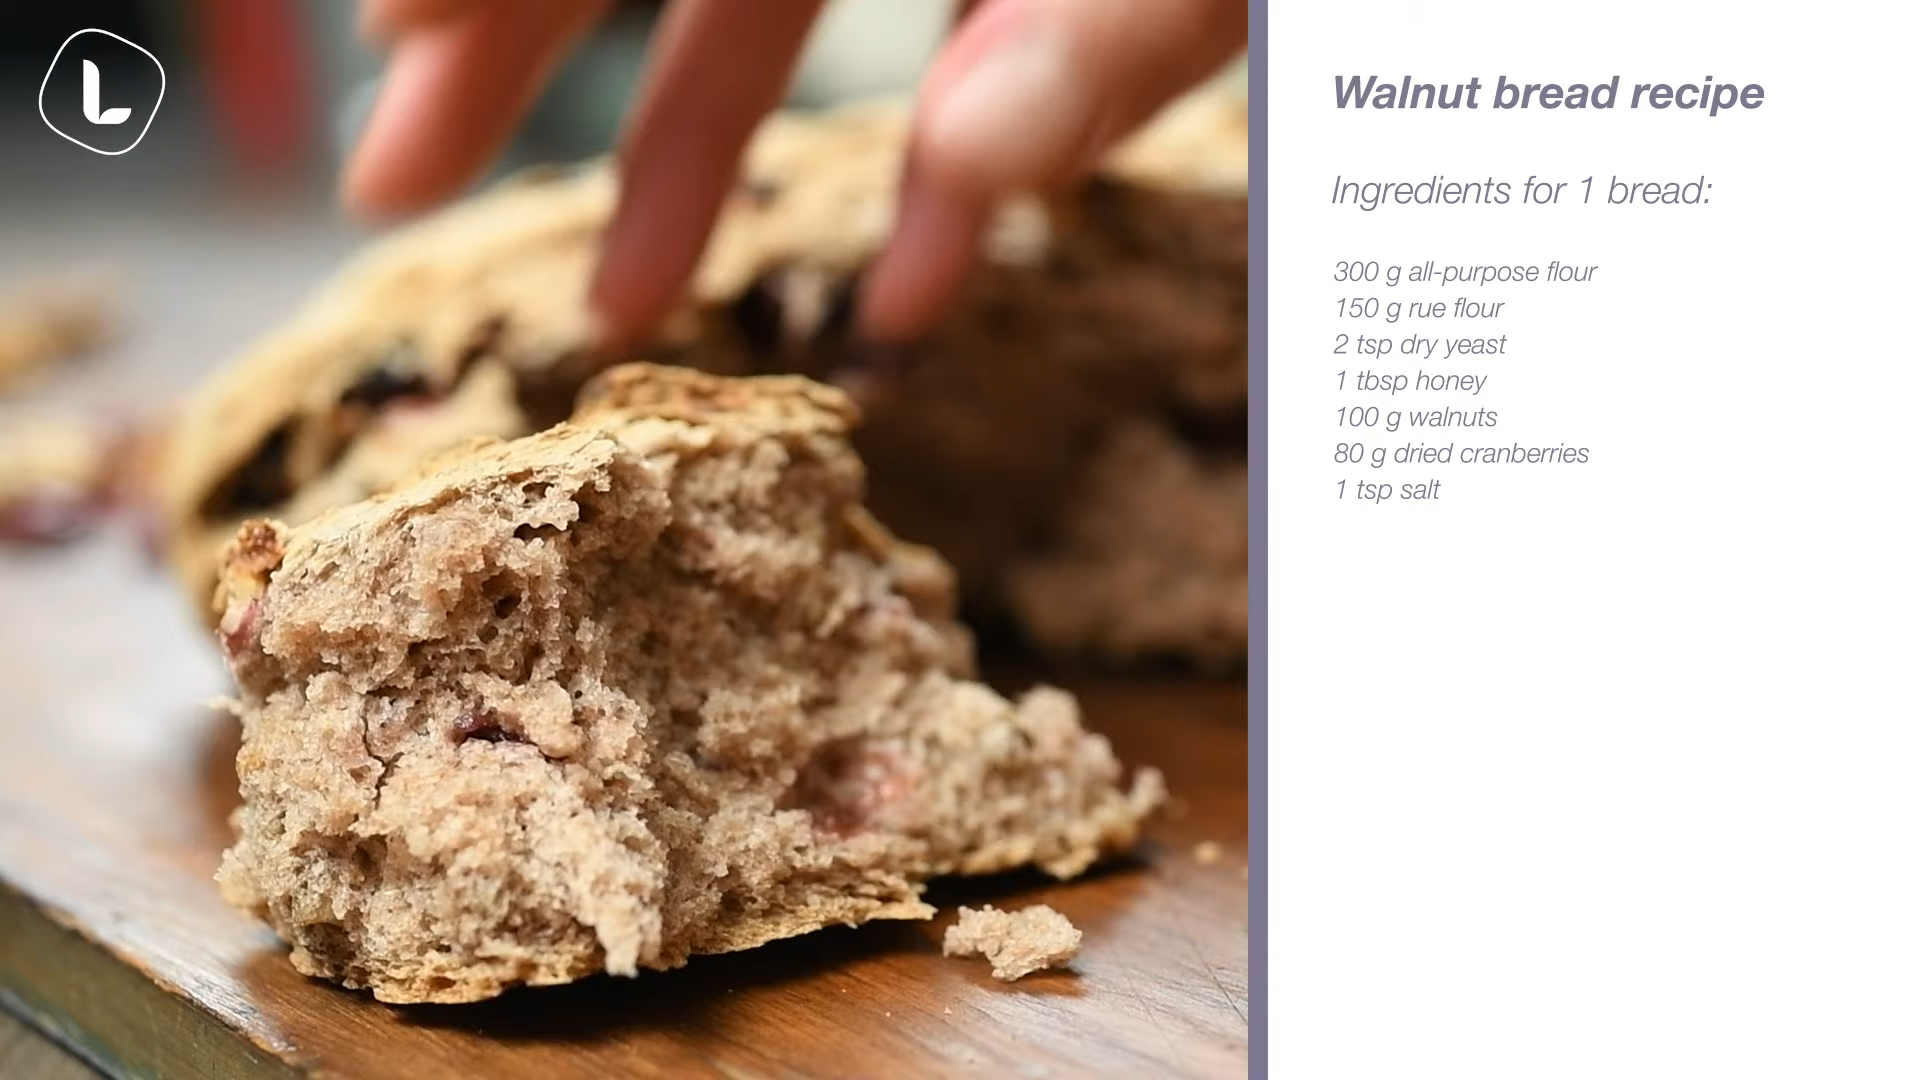 Walnut bread recipe
Ingredients for 1 bread:
300 g all-purpose flour
150 g rue flour
2 tsp dry yeast
1 tbsp honey
100 g walnuts
80 g dried cranberries
1 tsp salt